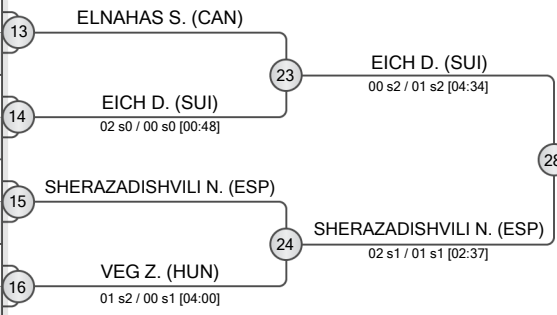 13
ELNAHAS S. (CAN)
23
EICH D. (SUI)
00 s2 / 01 s2 [04:34]
14
EICH D. (SUI)
02 s0 / 00 s0 [00:48]
28
15
SHERAZADISHVILI N. (ESP)
24
SHERAZADISHVILI N. (ESP)
02 s1 / 01 s1 [02:37]
16
VEG Z. (HUN)
01 s2 / 00 s1 [04:00]